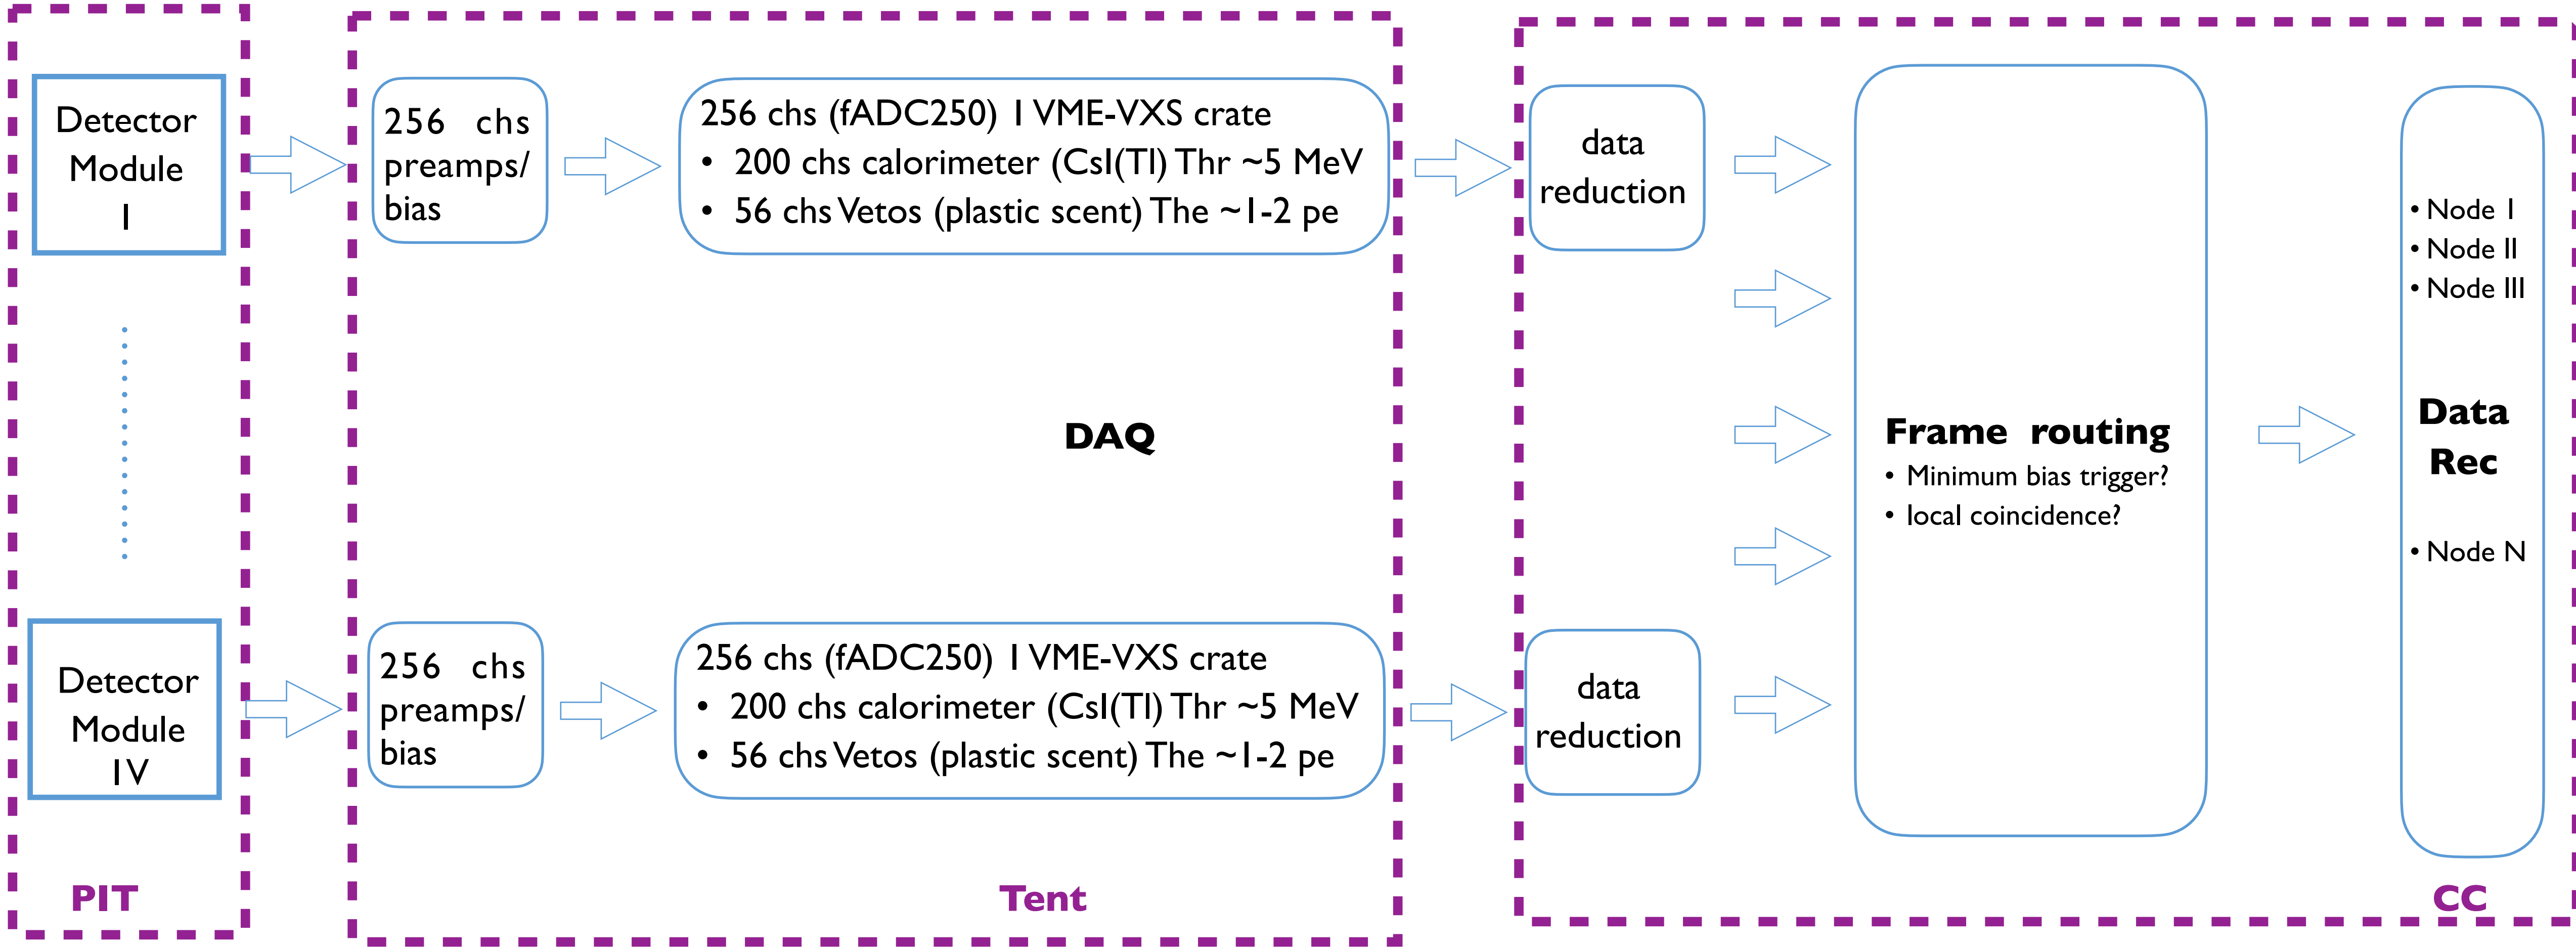 Detector
Module
I
256 chs
preamps/
bias
256 chs (fADC250) 1 VME-VXS crate
• 200 chs calorimeter (CsI(Tl) Thr ~5 MeV
• 56 chs Vetos (plastic scent) The ~1-2 pe
data
reduction
Detector
Module
IV
256 chs
preamps/
bias
256 chs (fADC250) 1 VME-VXS crate
• 200 chs calorimeter (CsI(Tl) Thr ~5 MeV
• 56 chs Vetos (plastic scent) The ~1-2 pe
data
reduction
DAQ
Frame routing
• Minimum bias trigger?
• local coincidence?
• Node I
• Node II
• Node III
Data
Rec
• Node N
PIT
Tent
CC